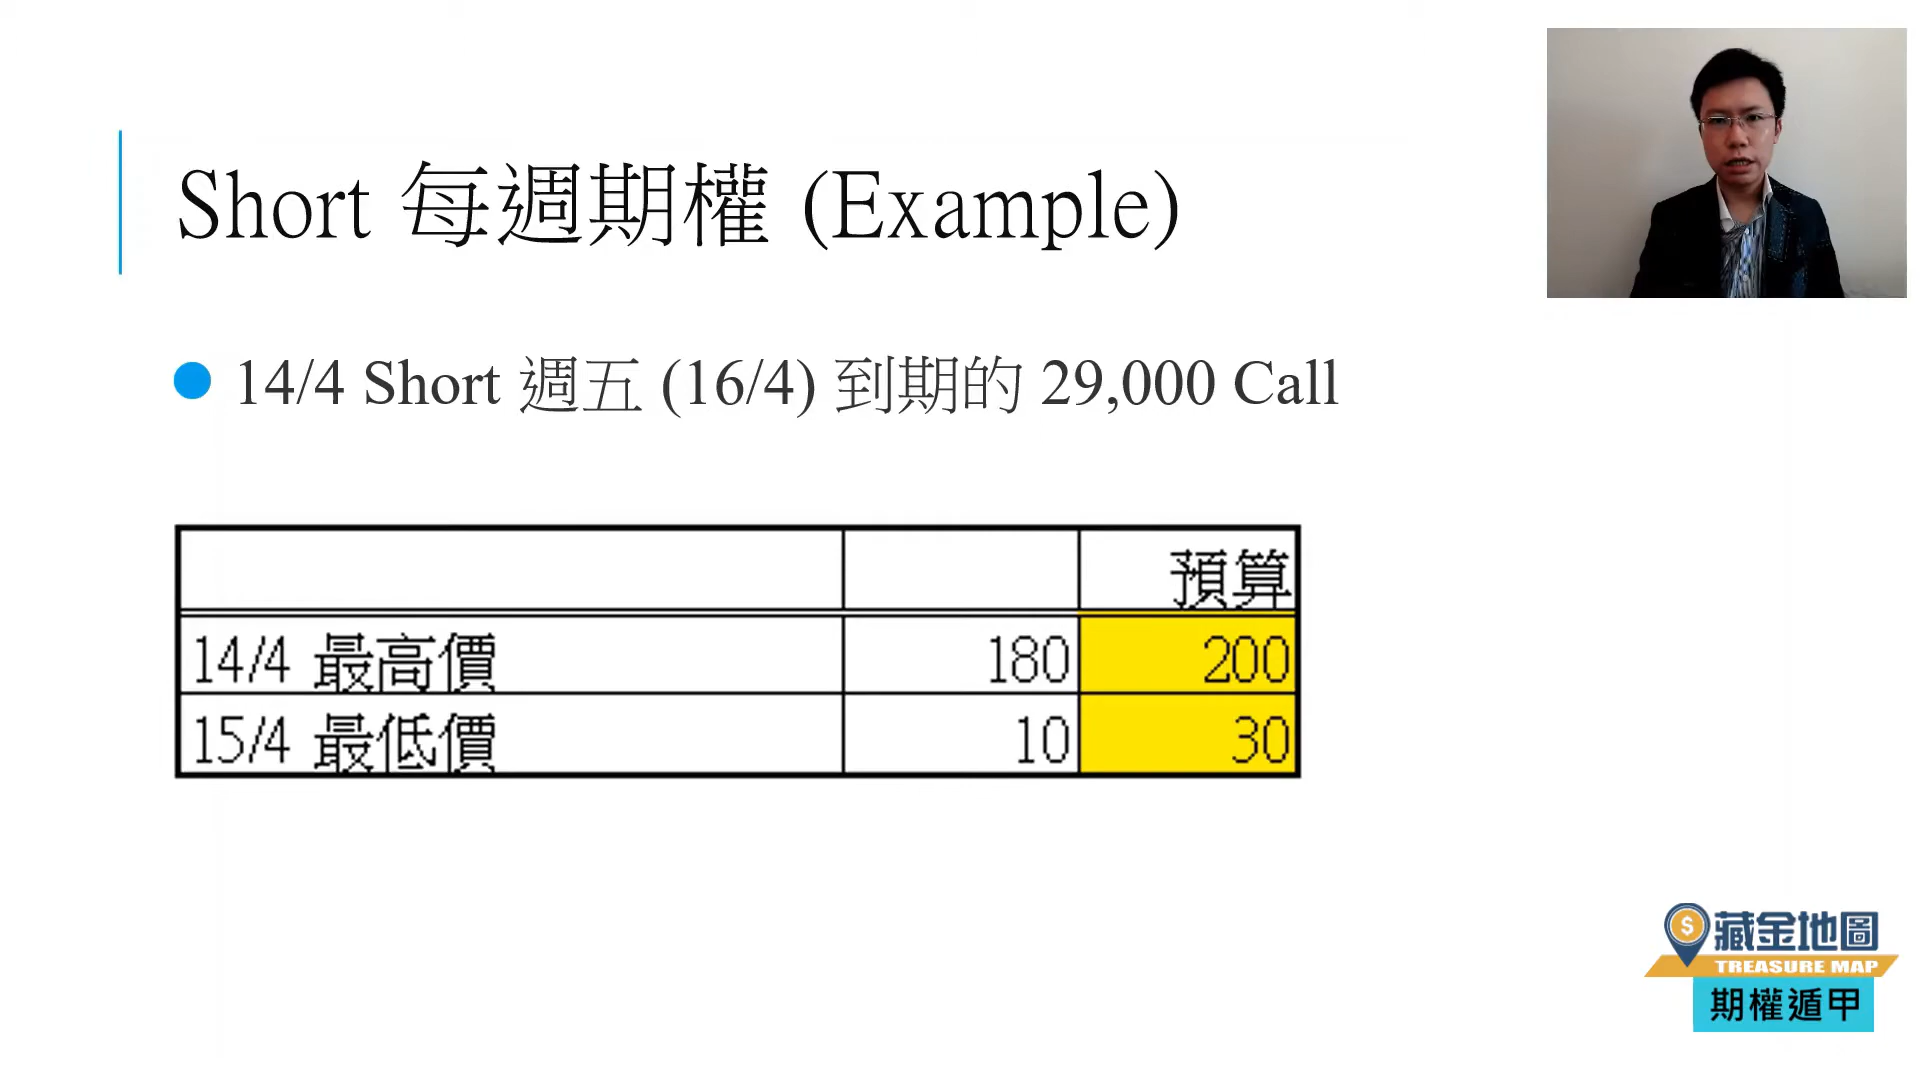 Short 每週期權 (Example)
14/4 Short 週五 (16/4) 到期的 29,000 Call
預算
14/4 最高價 180 200
15/4 最低價 10 30
$
藏金地圖
TREASURE MAP
期權遁甲